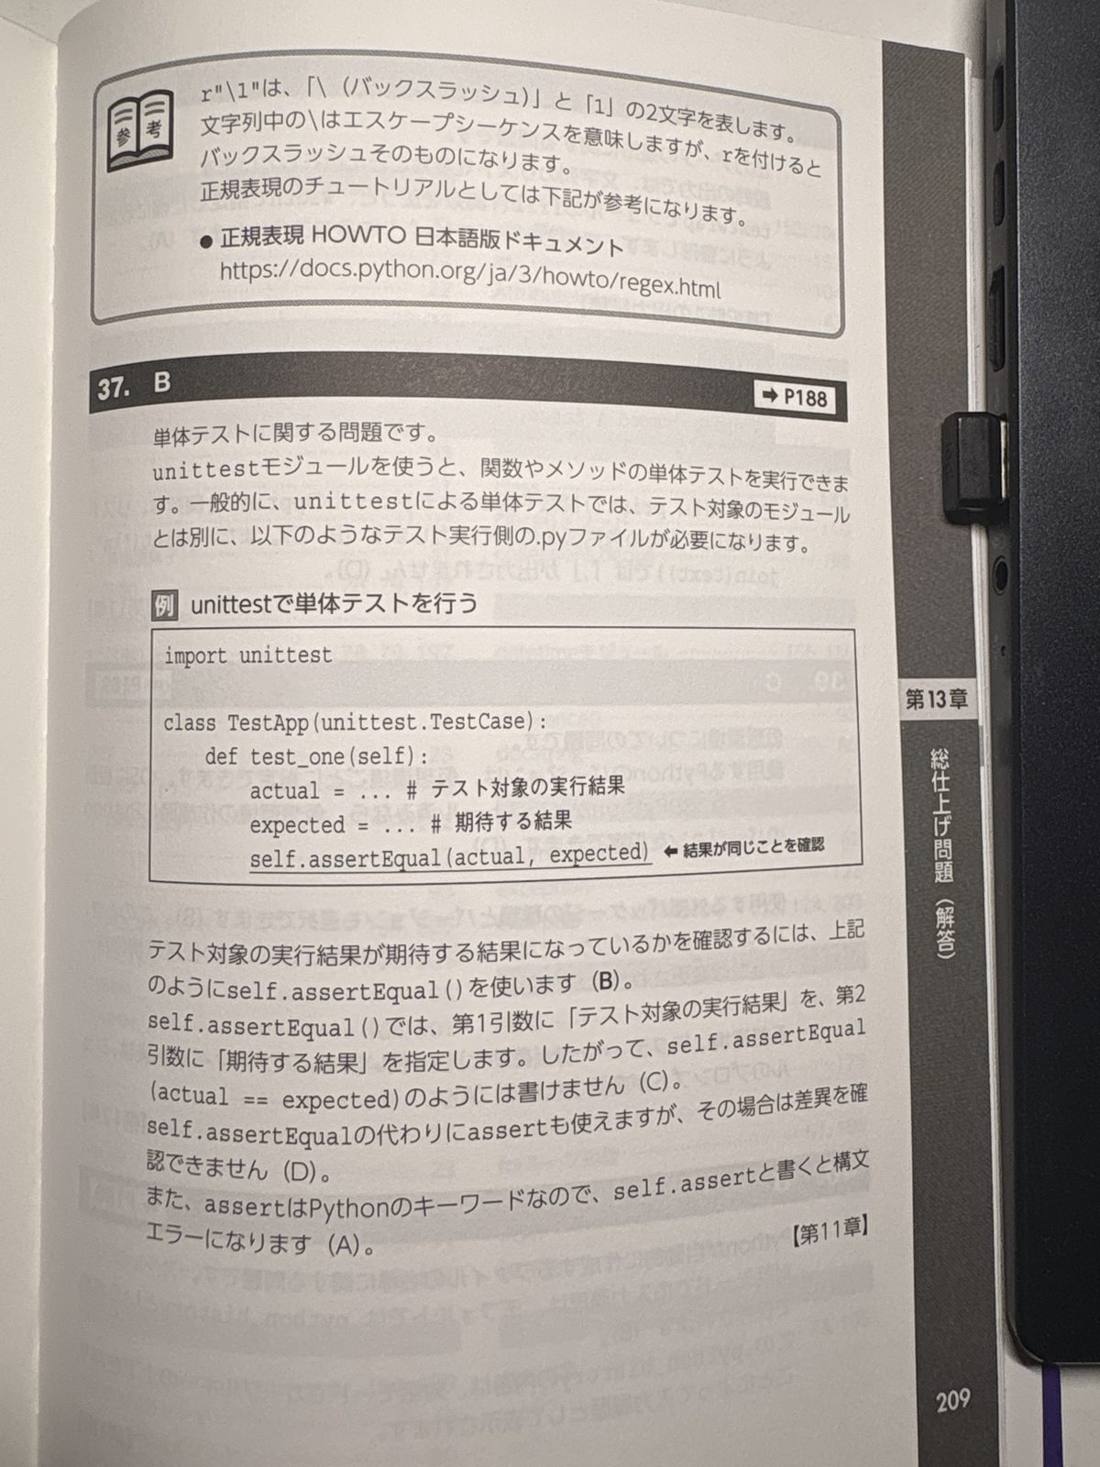 参考
r"\1"は、「\（バックスラッシュ）」と「1」の2文字を表します。
文字列中の\はエスケープシーケンスを意味しますが、rを付けると
バックスラッシュそのものになります。
正規表現のチュートリアルとしては下記が参考になります。
● 正規表現 HOWTO 日本語版ドキュメント
https://docs.python.org/ja/3/howto/regex.html
37. B
➡ P188
単体テストに関する問題です。
unittestモジュールを使うと、関数やメソッドの単体テストを実行できま
す。一般的に、unittestによる単体テストでは、テスト対象のモジュール
とは別に、以下のようなテスト実行側の.pyファイルが必要になります。
例 unittestで単体テストを行う
import unittest
class TestApp(unittest.TestCase):
def test_one(self):
actual = ... # テスト対象の実行結果
expected = ... # 期待する結果
self.assertEqual(actual, expected) ⬅ 結果が同じことを確認
テスト対象の実行結果が期待する結果になっているかを確認するには、上記
のようにself.assertEqual()を使います（B）。
self.assertEqual()では、第1引数に「テスト対象の実行結果」を、第2
引数に「期待する結果」を指定します。したがって、self.assertEqual
(actual == expected)のようには書けません（C）。
self.assertEqualの代わりにassertも使えますが、その場合は差異を確
認できません（D）。
また、assertはPythonのキーワードなので、self.assertと書くと構文
エラーになります（A）。
【第11章】
第13章
総仕上げ問題（解答）
209